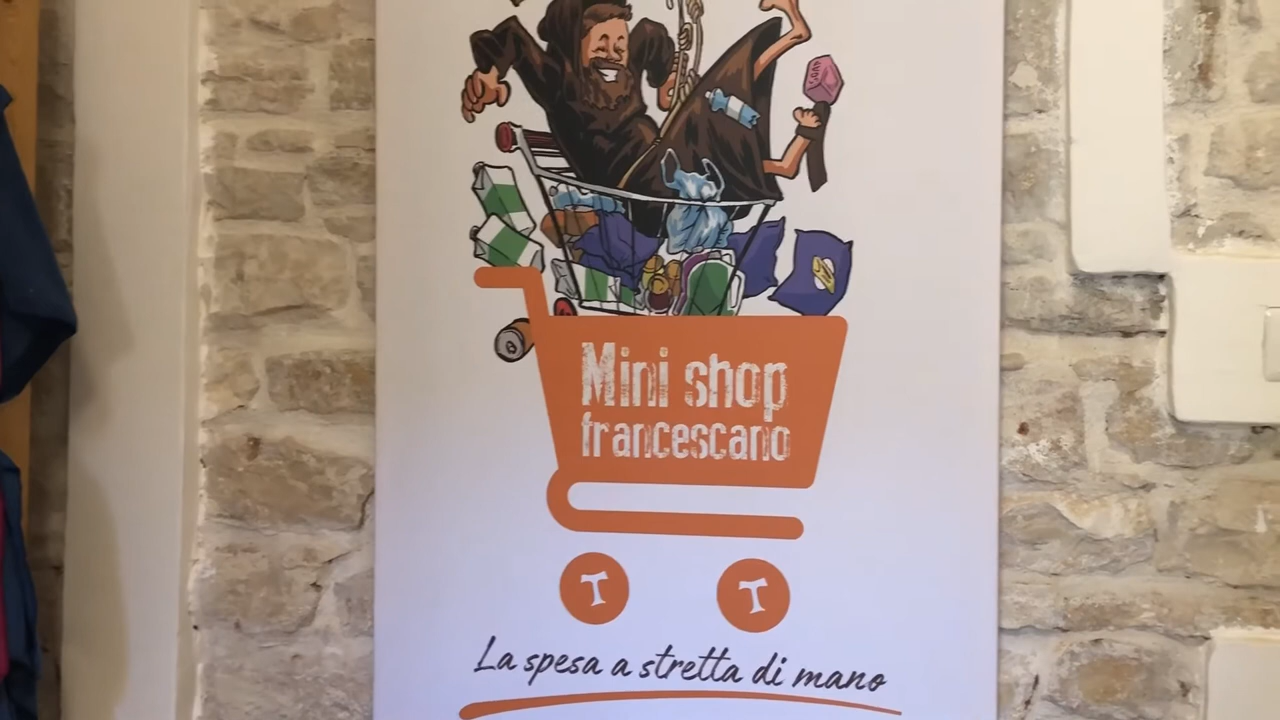 Mini shop
francescano
T T
La spesa a stretta di mano